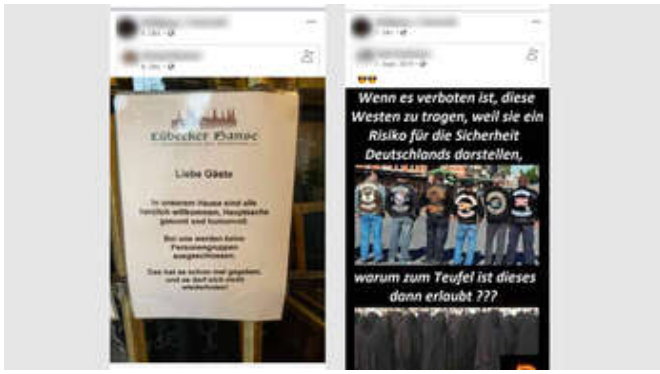 Lübecker Hanse
Liebe Gäste
In unserem Hause sind alle
herzlich willkommen, Hauptsache
gesund und humorvoll.
Bei uns werden keine
Personengruppen
ausgeschlossen.
Das hat es schon mal gegeben,
und es darf sich nicht
wiederholen!
Wenn es verboten ist, diese
Westen zu tragen, weil sie ein
Risiko für die Sicherheit
Deutschlands darstellen,
warum zum Teufel ist dieses
dann erlaubt ???